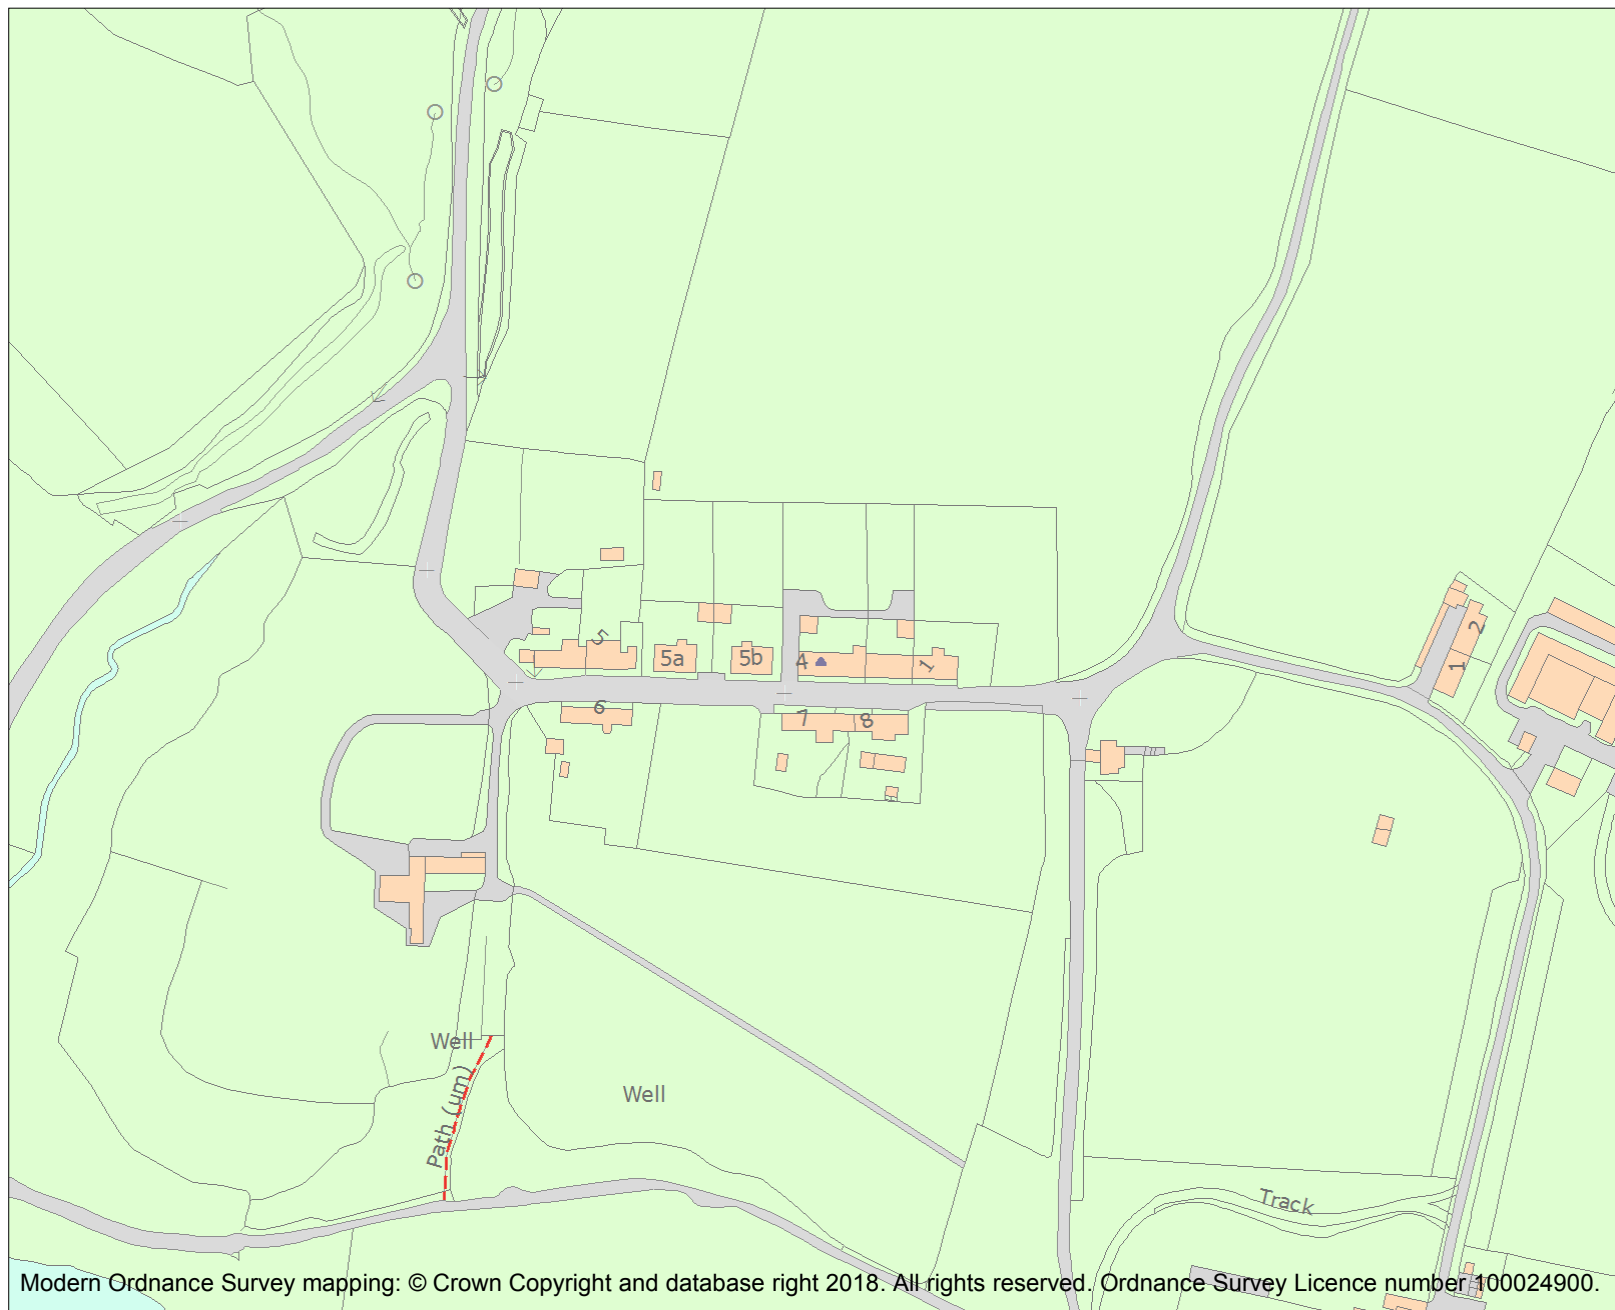 5
5a
5b
4
1
2
1
6
7
8
Well
Well
Path (um)
Track
Modern Ordnance Survey mapping: © Crown Copyright and database right 2018. All rights reserved. Ordnance Survey Licence number 100024900.